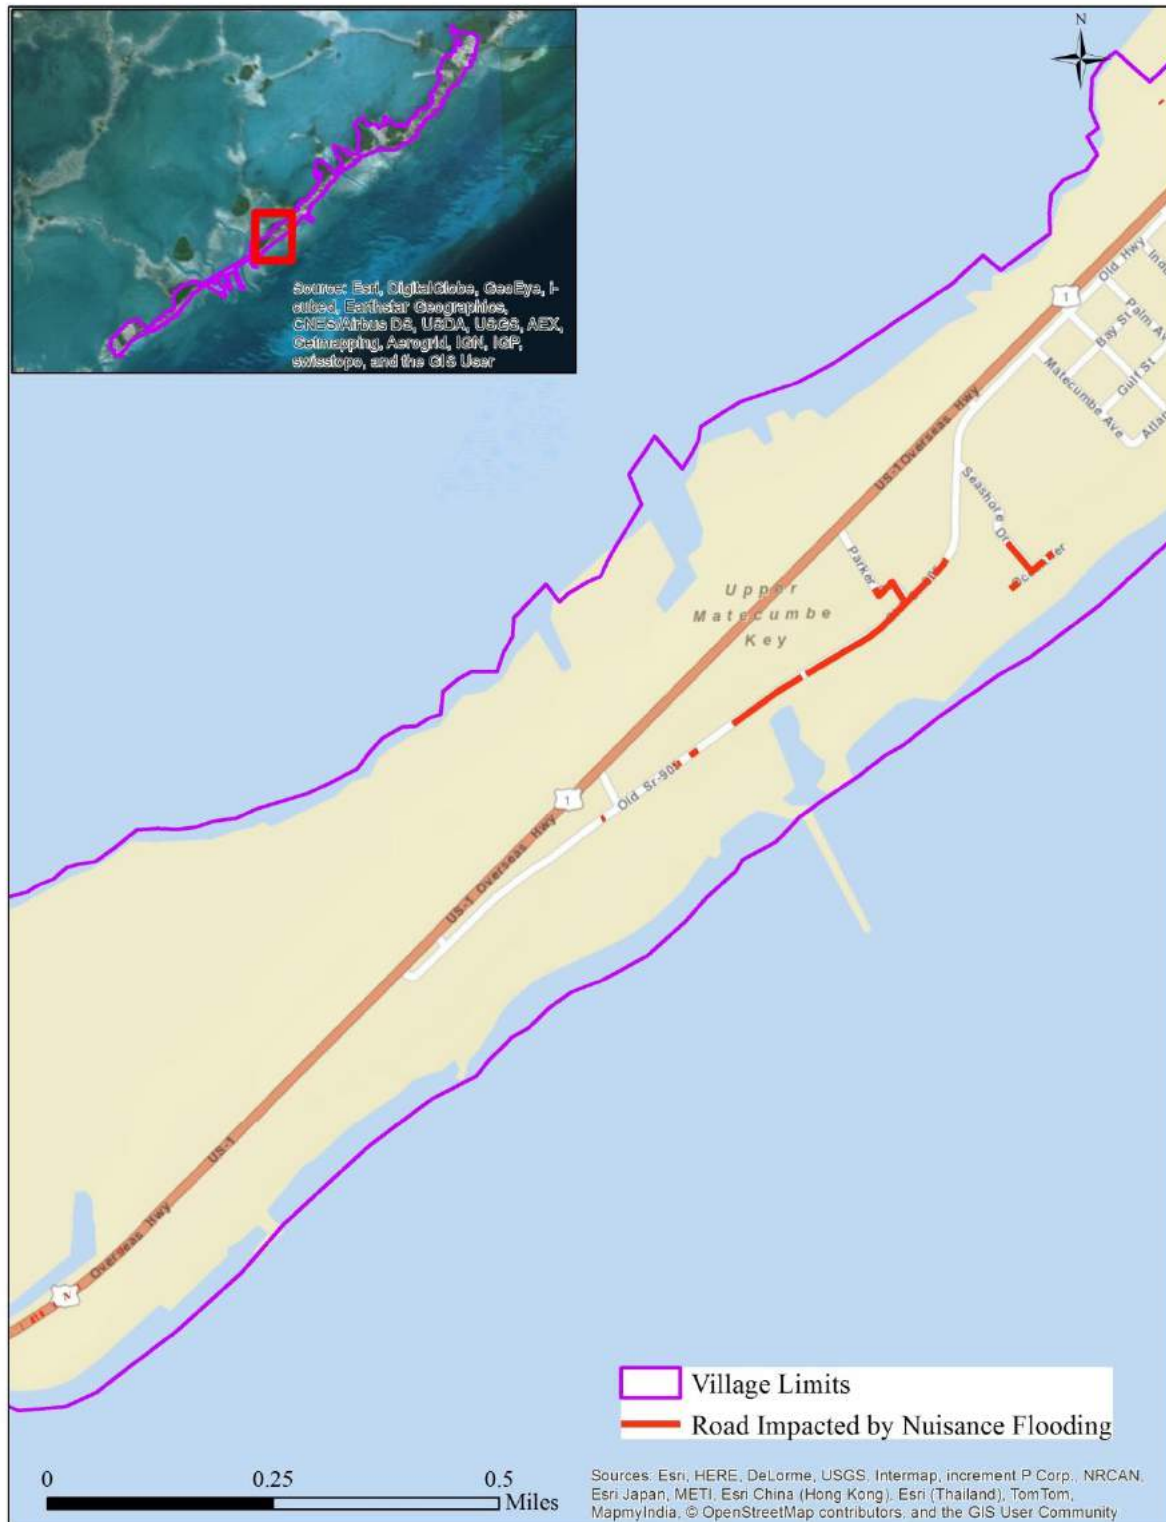 N
Source: Esri, DigitalGlobe, GeoEye, i-
cubed, Earthstar Geographics,
CNES/Airbus DS, USDA, USGS, AEX,
Getmapping, Aerogrid, IGN, IGP,
swisstopo, and the GIS User
Old Hwy
1
Palm
Bay St
Gulf St
Matecumbe Ave
US-1 Overseas Hwy
Seashore Dr
Parker
Upper
Matecumbe
Key
Old Sr-905
1
US-1 Overseas Hwy
US-1
Overseas Hwy
Village Limits
Road Impacted by Nuisance Flooding
0 0.25 0.5
Miles
Sources: Esri, HERE, DeLorme, USGS, Intermap, increment P Corp., NRCAN,
Esri Japan, METI, Esri China (Hong Kong), Esri (Thailand), TomTom,
MapmyIndia, © OpenStreetMap contributors, and the GIS User Community